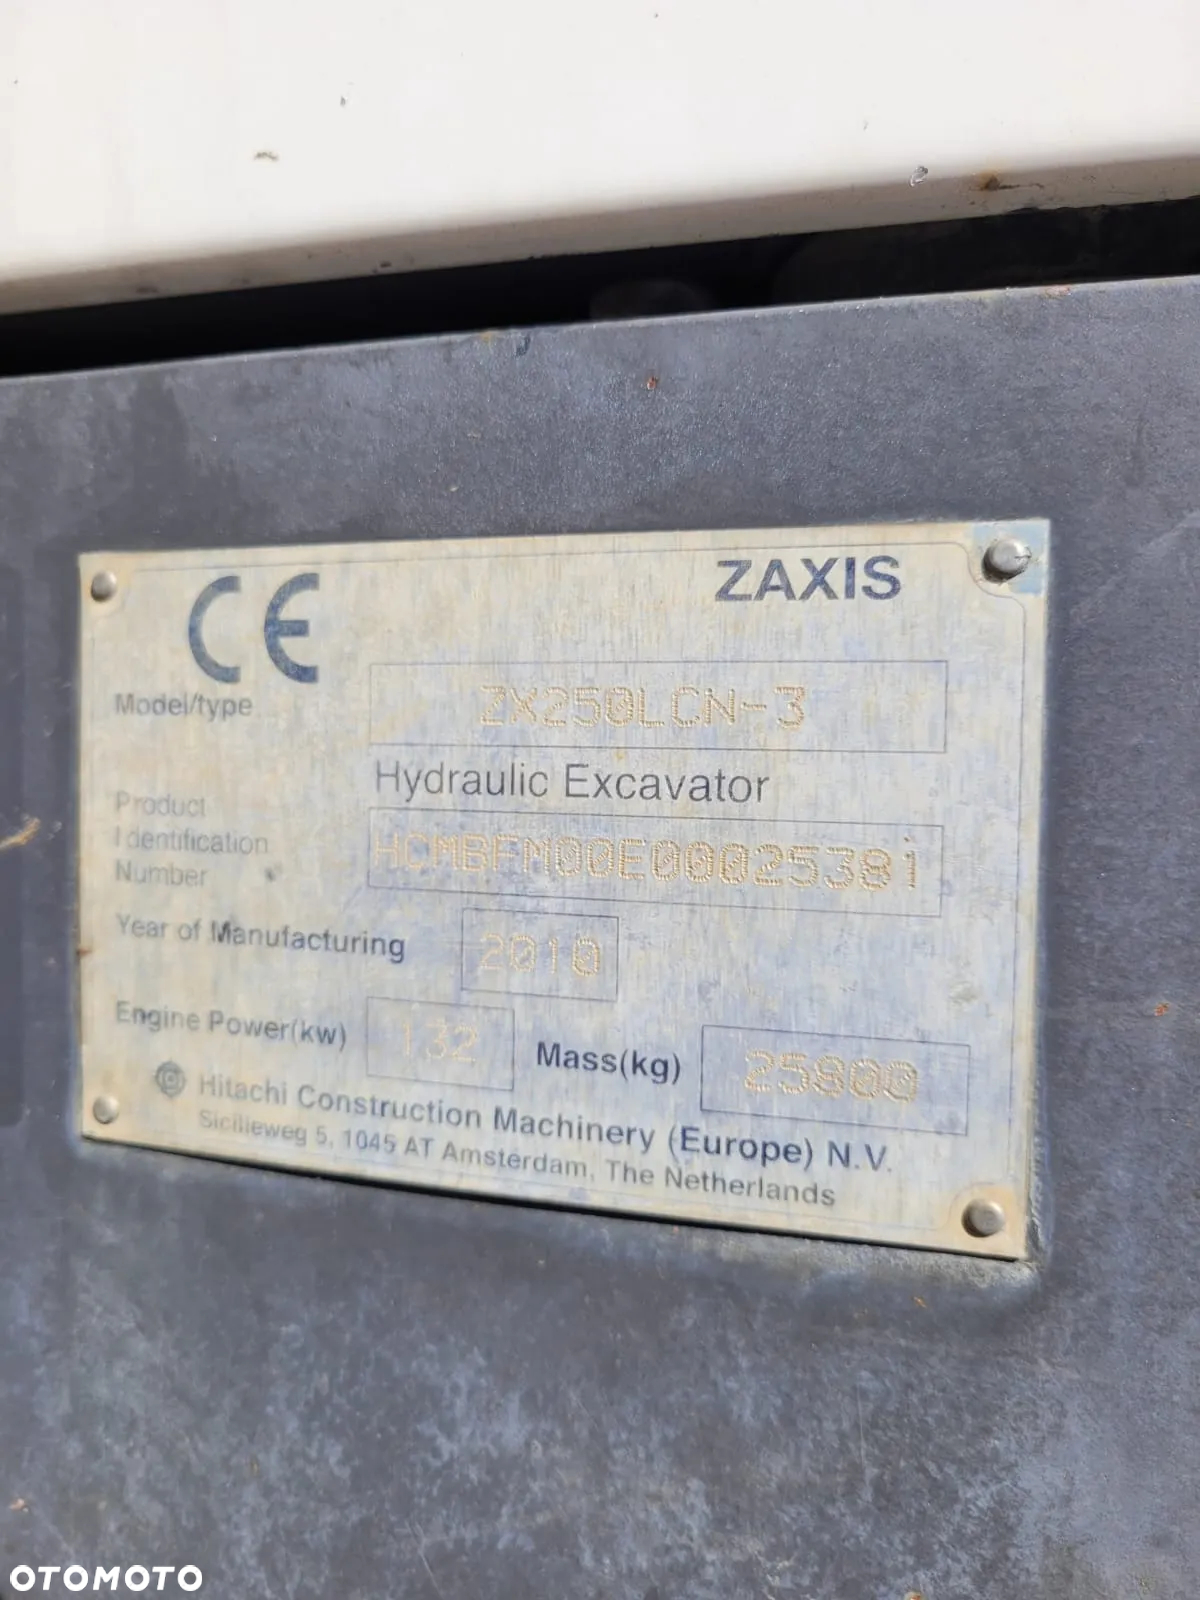 CE
ZAXIS
Model/type
ZX250LCN-3
Hydraulic Excavator
Product
Identification
Number
HCMBFM00E00025381
Year of Manufacturing
2010
Engine Power(kw)
132
Mass(kg)
25800
Hitachi Construction Machinery (Europe) N.V.
Siciliëweg 5, 1045 AT Amsterdam, The Netherlands
OTOMOTO